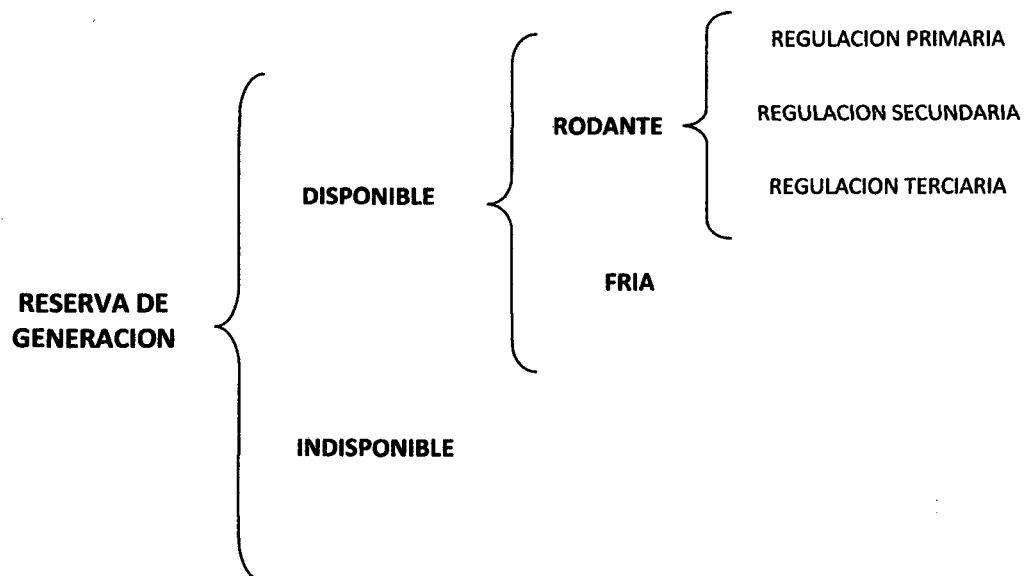 REGULACION PRIMARIA
REGULACION SECUNDARIA
RODANTE
REGULACION TERCIARIA
DISPONIBLE
FRIA
RESERVA DE
GENERACION
INDISPONIBLE